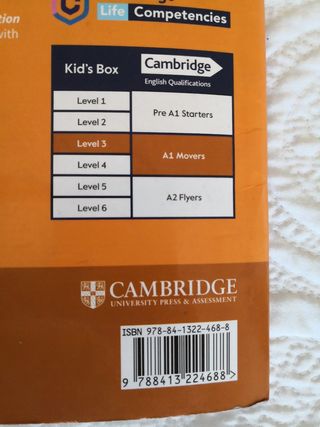 tion
with
Life Competencies
Kid's Box
Cambridge
English Qualifications
Level 1
Level 2
Pre A1 Starters
Level 3
Level 4
A1 Movers
Level 5
Level 6
A2 Flyers
CAMBRIDGE
UNIVERSITY PRESS & ASSESSMENT
ISBN 978-84-1322-468-8
9 788413 224688 >